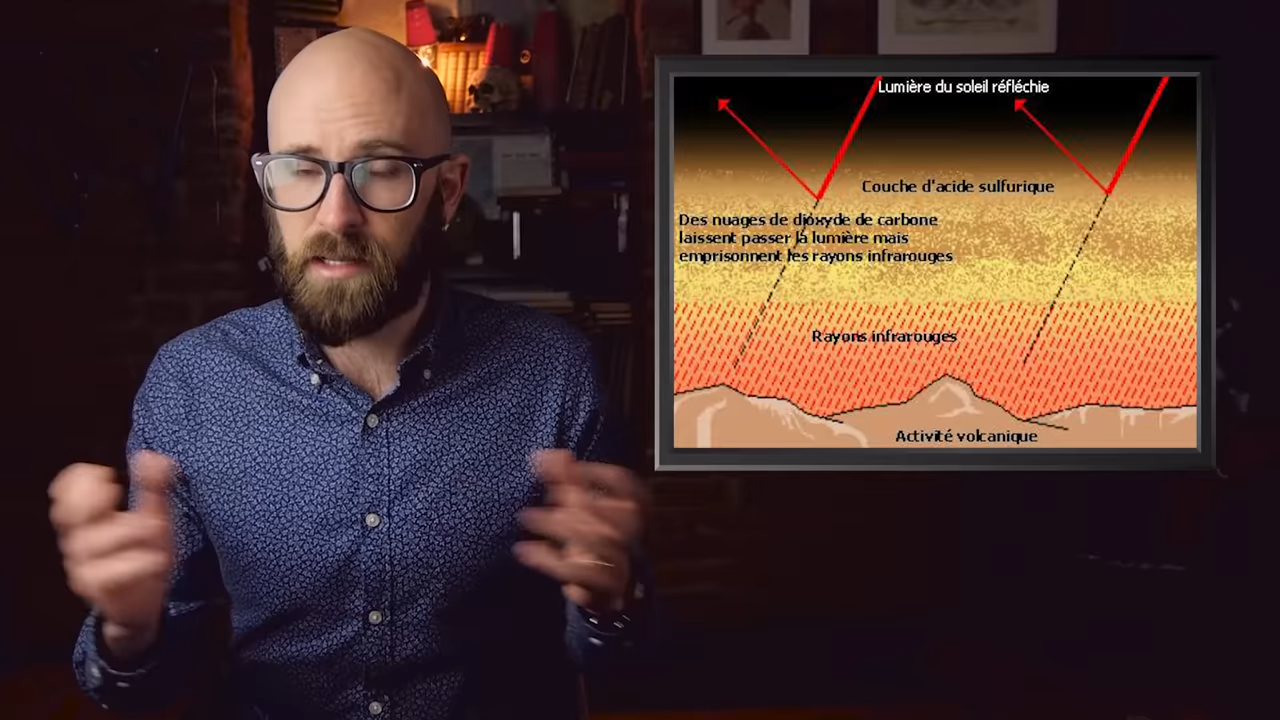 Lumière du soleil réfléchie
Couche d'acide sulfurique
Des nuages de dioxyde de carbone
laissent passer la lumière mais
emprisonnent les rayons infrarouges
Rayons infrarouges
Activité volcanique